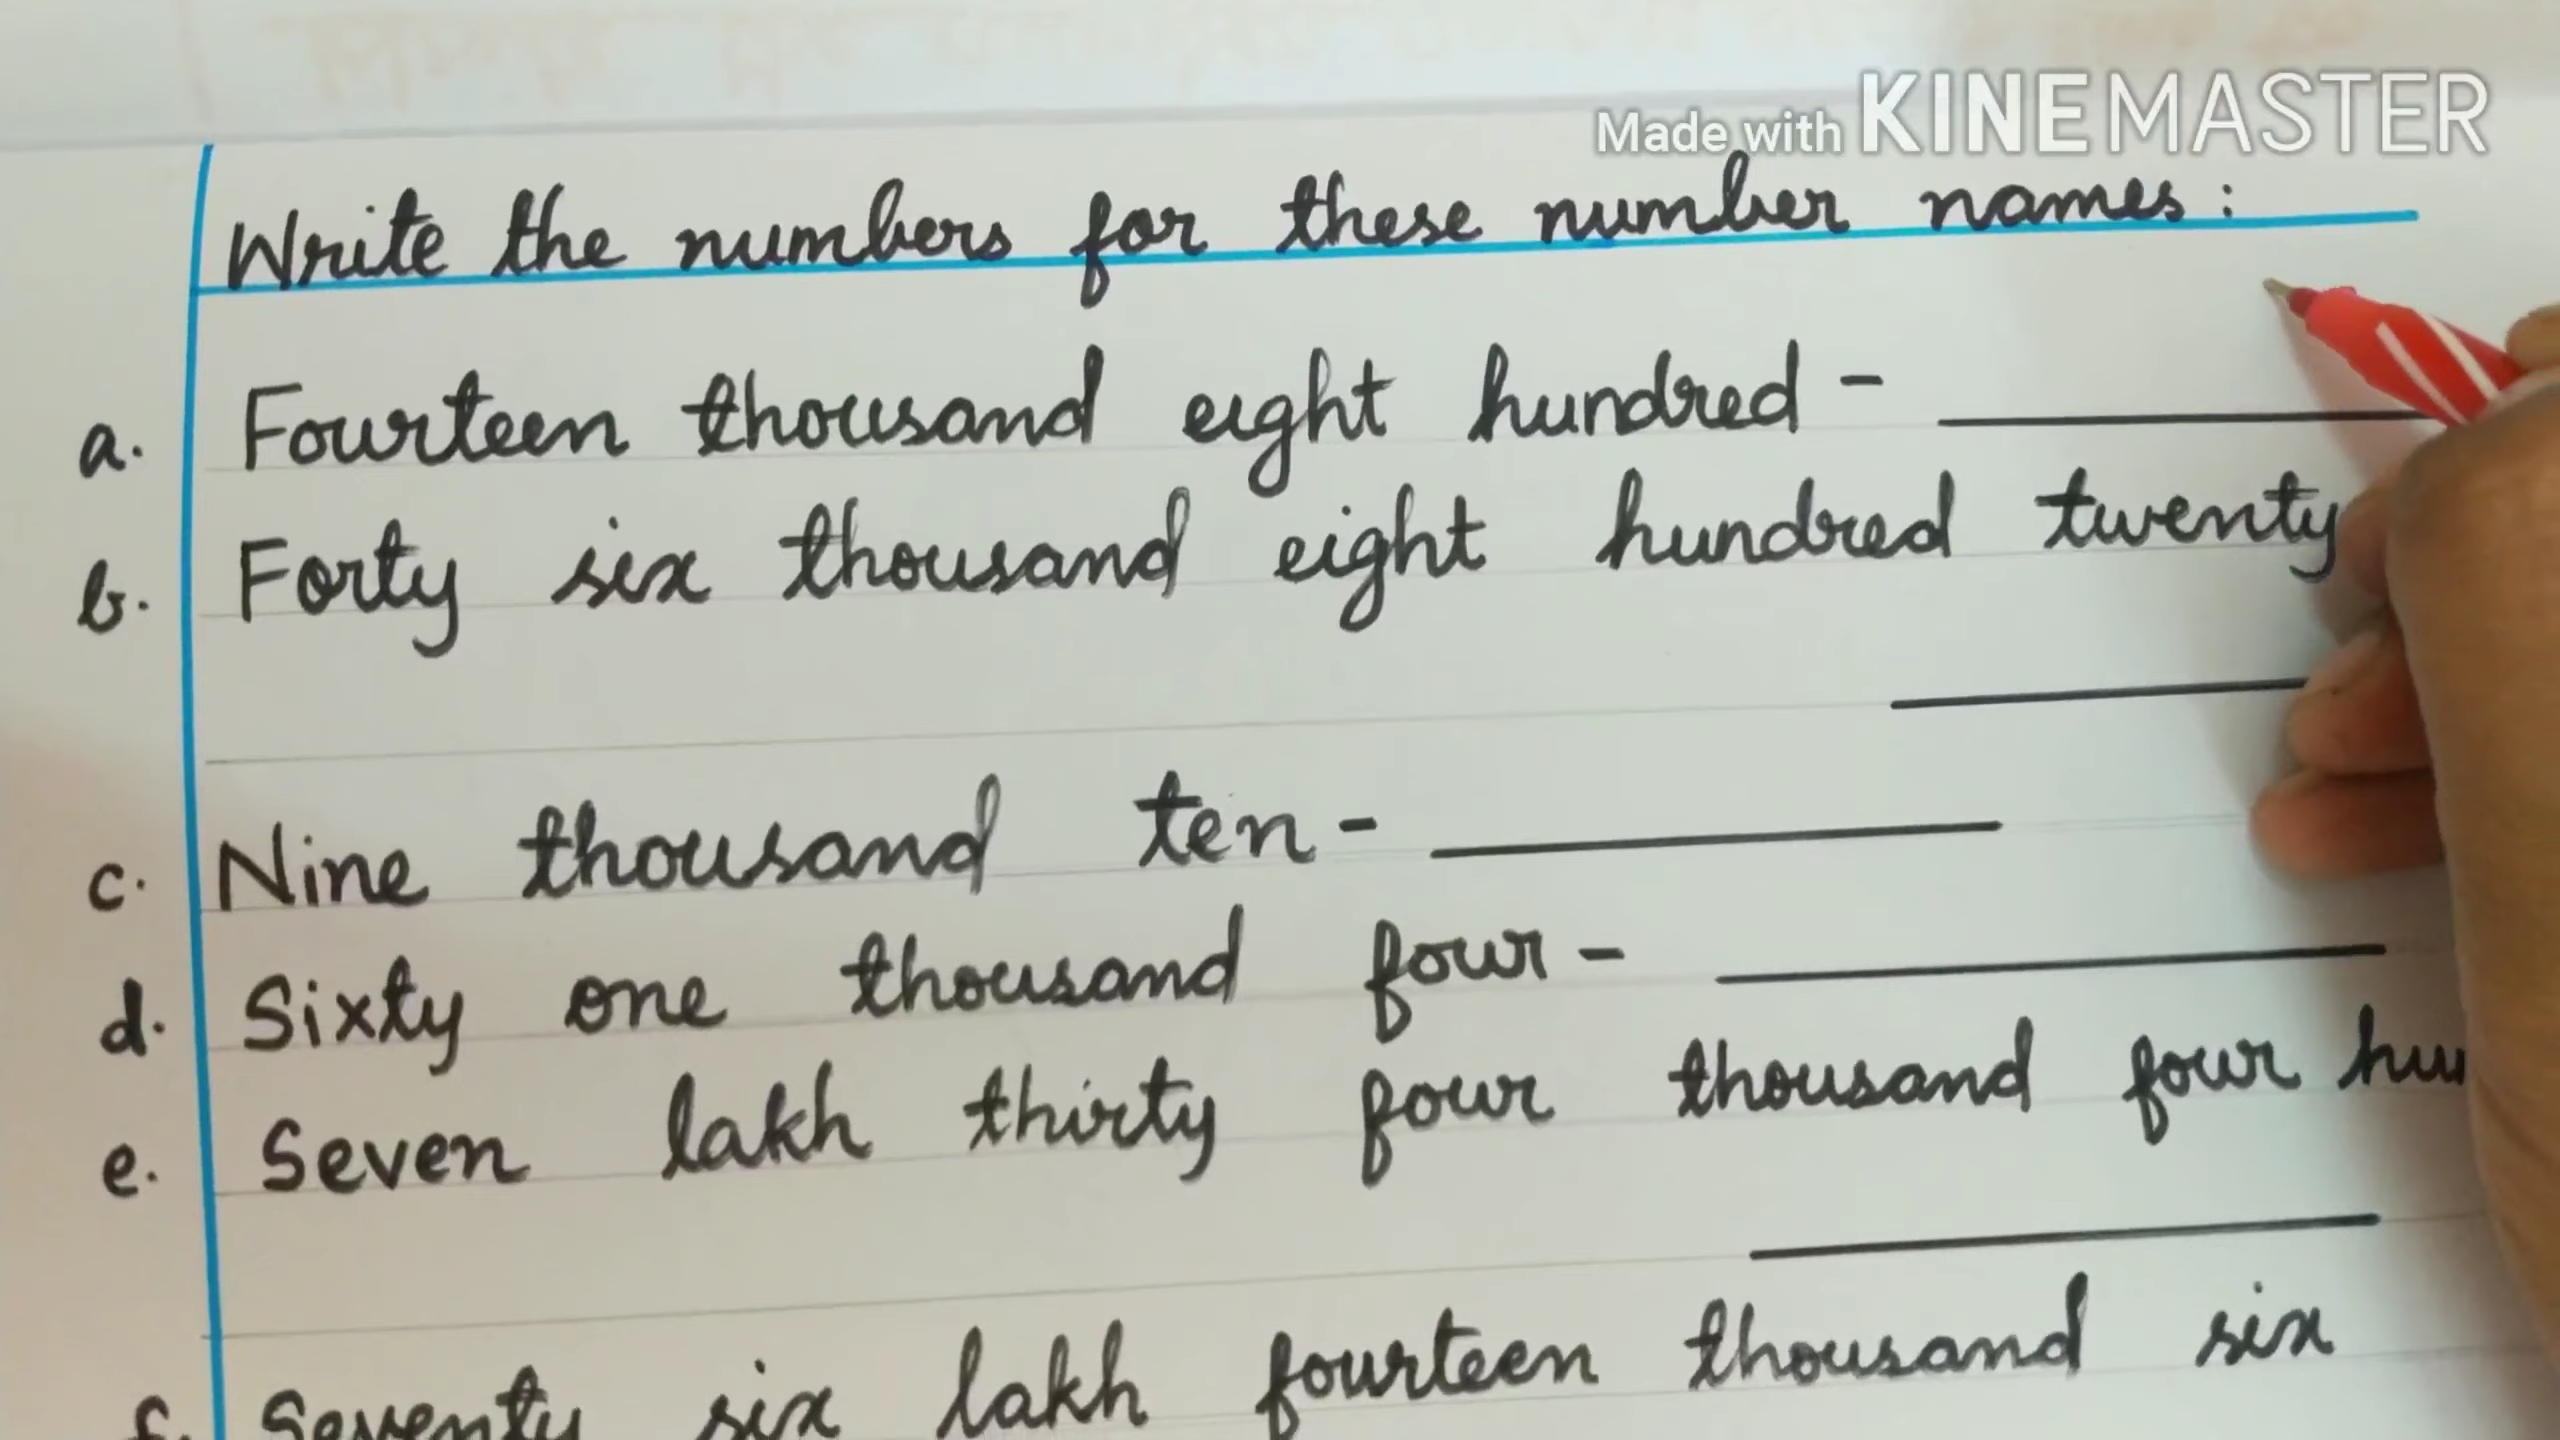 Made with KINEMASTER
Write the numbers for these number names:
a. Fourteen thousand eight hundred -
b. Forty six thousand eight hundred twenty
c. Nine thousand ten -
d. Sixty one thousand four -
e. Seven lakh thirty four thousand four
f. Seventy six lakh fourteen thousand six